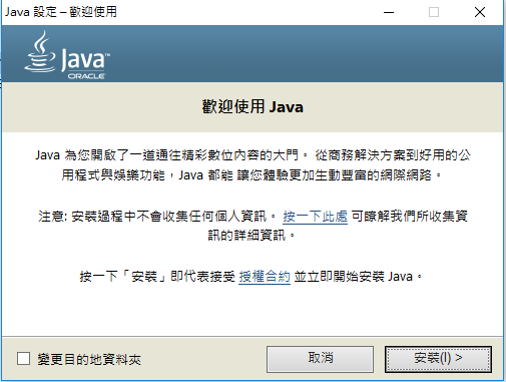 Java 設定 – 歡迎使用
Java™
ORACLE
歡迎使用 Java
Java 為您開啟了一道通往精彩數位內容的大門。 從商務解決方案到好用的公
用程式與娛樂功能，Java 都能 讓您體驗更加生動豐富的網際網路。
注意: 安裝過程中不會收集任何個人資訊。 按一下此處 可瞭解我們所收集資
訊的詳細資訊。
按一下「安裝」即代表接受 授權合約 並立即開始安裝 Java。
變更目的地資料夾
取消
安裝(I) >